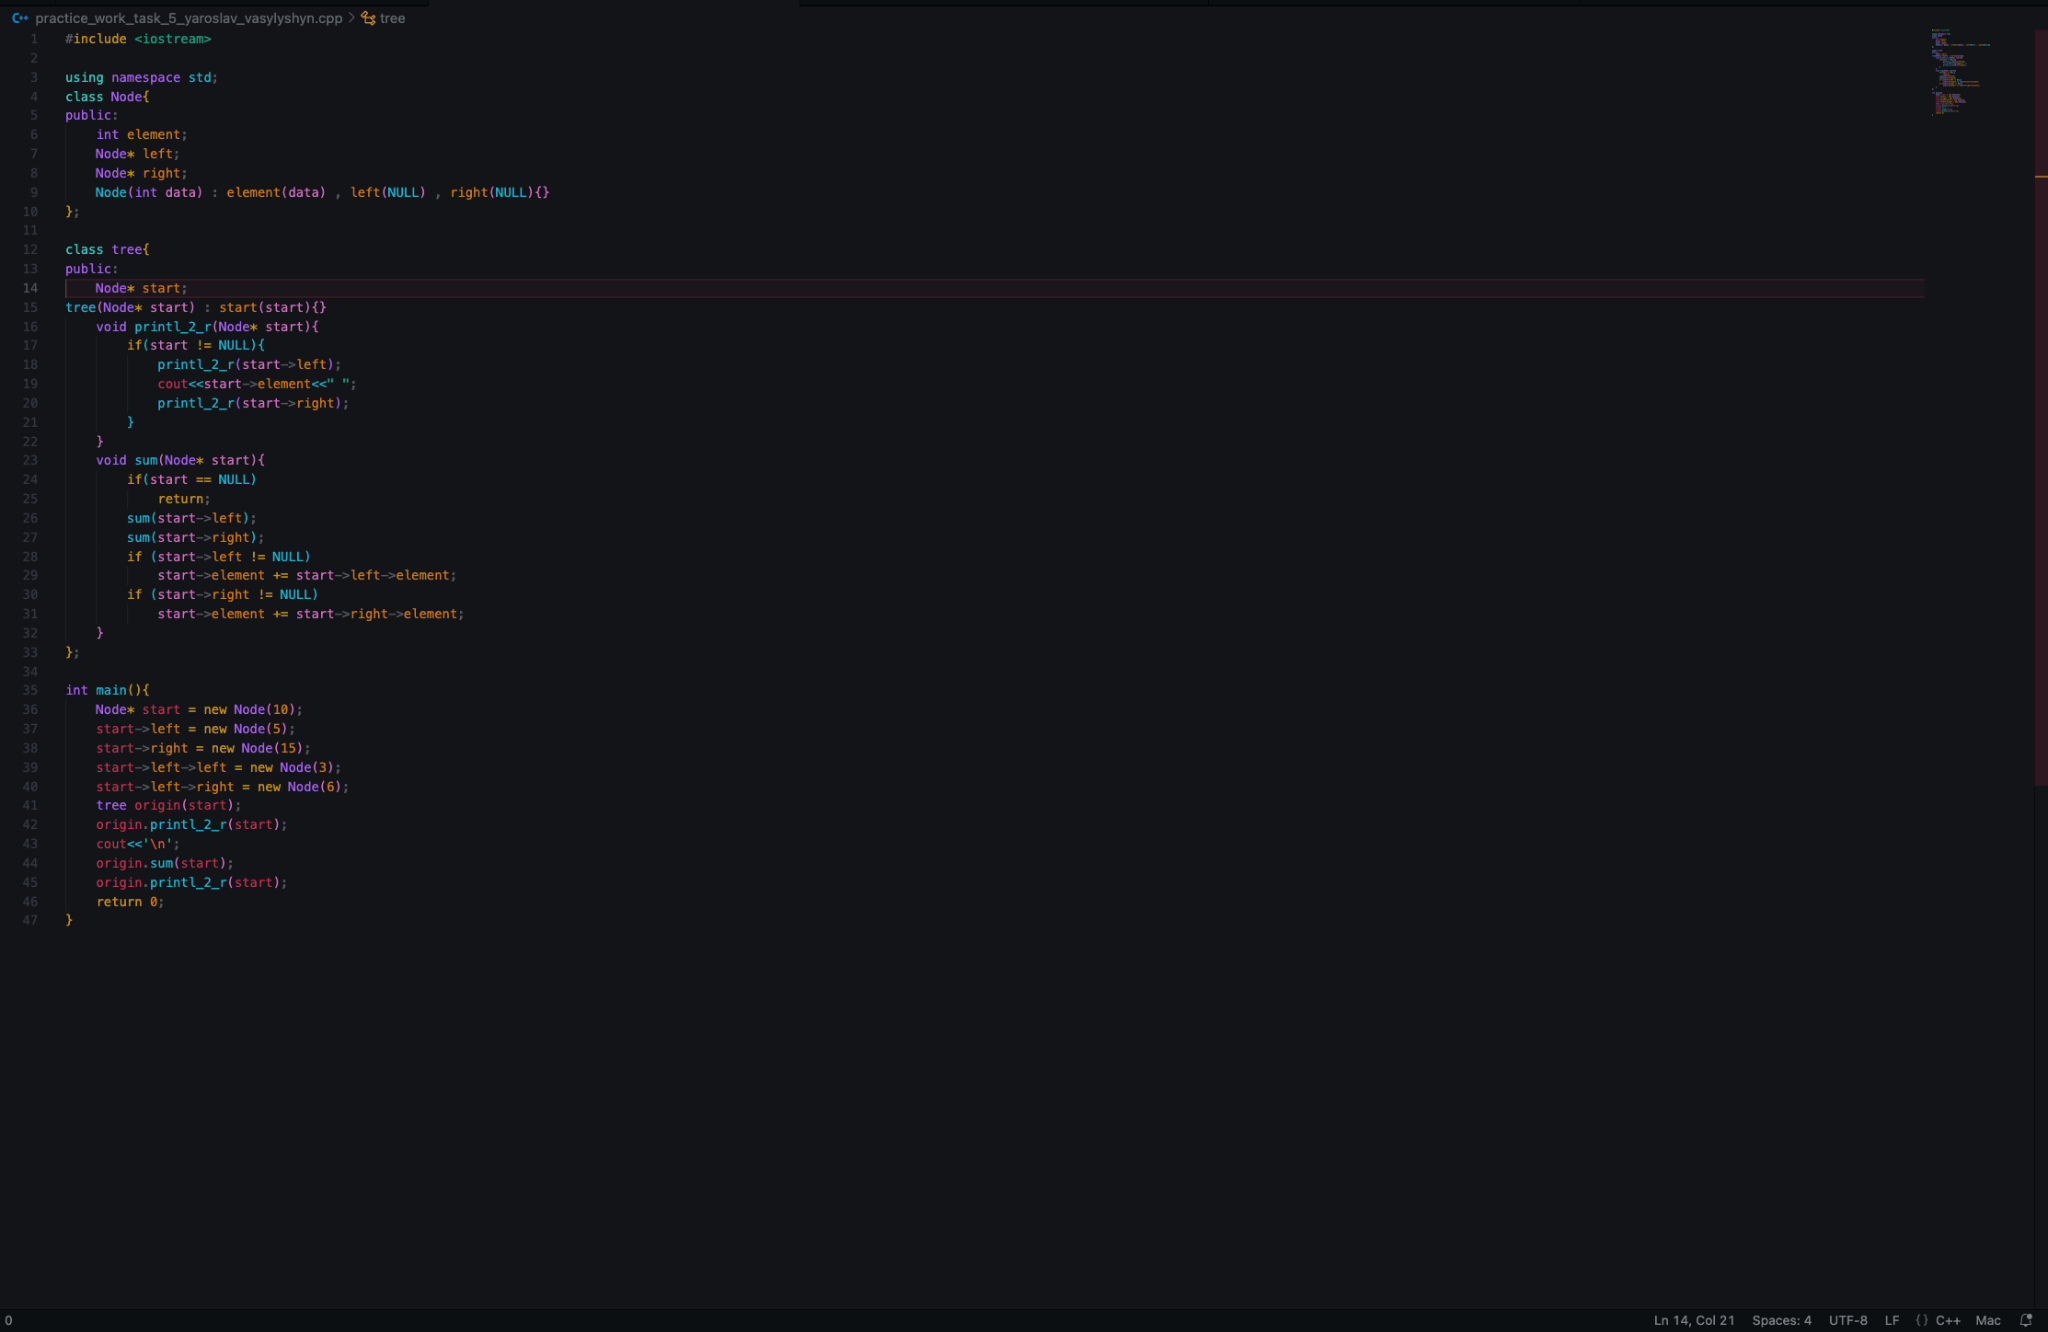 practice_work_task_5_yaroslav_vasylyshyn.cpp > tree
1 #include <iostream>
2
3 using namespace std;
4 class Node{
5 public:
6     int element;
7     Node* left;
8     Node* right;
9     Node(int data) : element(data) , left(NULL) , right(NULL){}
10 };
11
12 class tree{
13 public:
14     Node* start;
15 tree(Node* start) : start(start){}
16     void printl_2_r(Node* start){
17         if(start != NULL){
18             printl_2_r(start->left);
19             cout<<start->element<<" ";
20             printl_2_r(start->right);
21         }
22     }
23     void sum(Node* start){
24         if(start == NULL)
25             return;
26         sum(start->left);
27         sum(start->right);
28         if (start->left != NULL)
29             start->element += start->left->element;
30         if (start->right != NULL)
31             start->element += start->right->element;
32     }
33 };
34
35 int main(){
36     Node* start = new Node(10);
37     start->left = new Node(5);
38     start->right = new Node(15);
39     start->left->left = new Node(3);
40     start->left->right = new Node(6);
41     tree origin(start);
42     origin.printl_2_r(start);
43     cout<<'\n';
44     origin.sum(start);
45     origin.printl_2_r(start);
46     return 0;
47 }
0 Ln 14, Col 21 Spaces: 4 UTF-8 LF {} C++ Mac